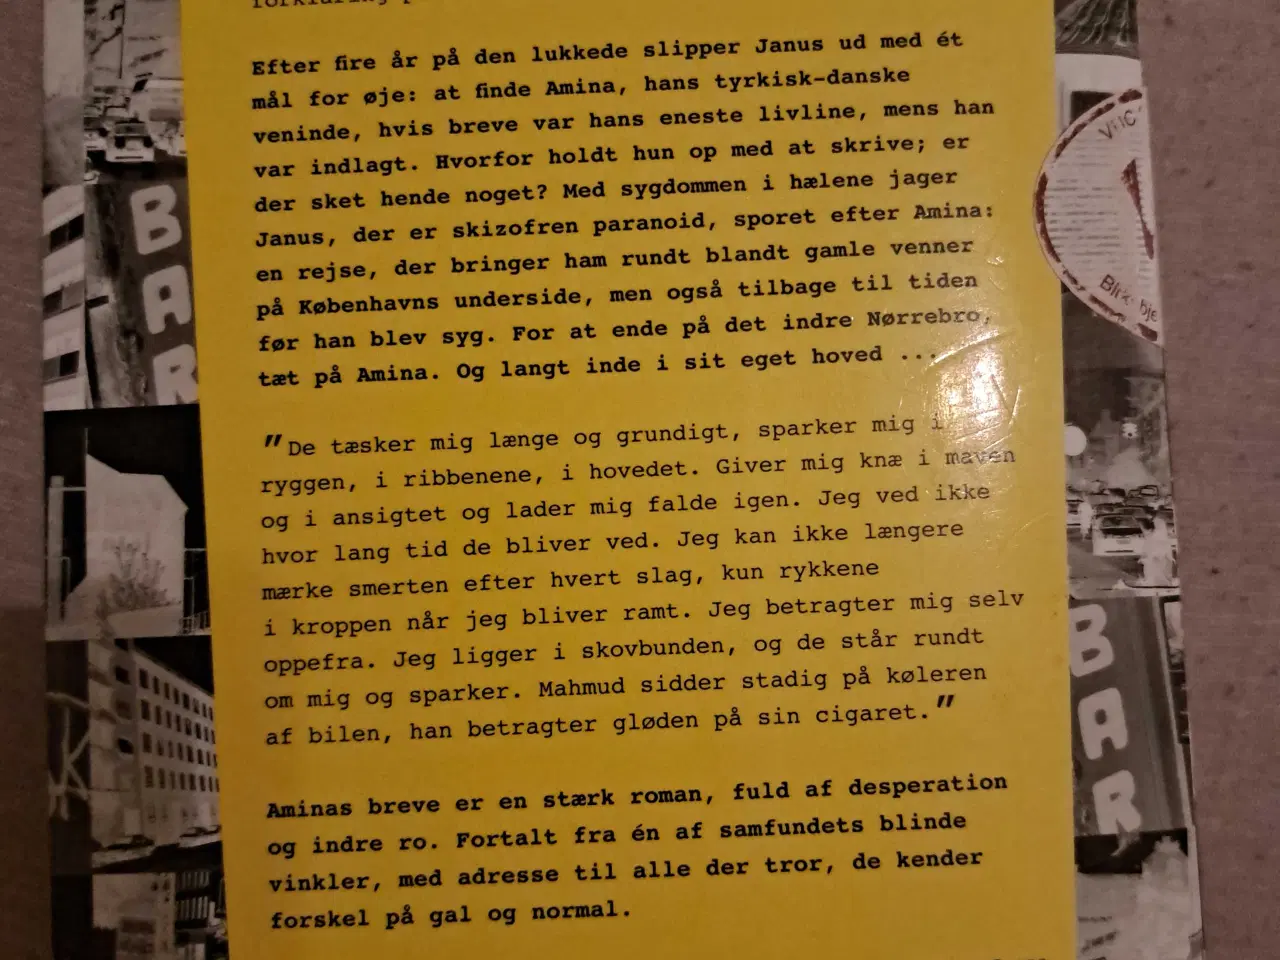 Efter fire år på den lukkede slipper Janus ud med ét
mål for øje: at finde Amina, hans tyrkisk-danske
veninde, hvis breve var hans eneste livline, mens han
var indlagt. Hvorfor holdt hun op med at skrive; er
der sket hende noget? Med sygdommen i hælene jager
Janus, der er skizofren paranoid, sporet efter Amina:
en rejse, der bringer ham rundt blandt gamle venner
på Københavns underside, men også tilbage til tiden
før han blev syg. For at ende på det indre Nørrebro,
tæt på Amina. Og langt inde i sit eget hoved ...
"De tæsker mig længe og grundigt, sparker mig i
ryggen, i ribbenene, i hovedet. Giver mig knæ i maven
og i ansigtet og lader mig falde igen. Jeg ved ikke
hvor lang tid de bliver ved. Jeg kan ikke længere
mærke smerten efter hvert slag, kun rykkene
i kroppen når jeg bliver ramt. Jeg betragter mig selv
oppefra. Jeg ligger i skovbunden, og de står rundt
om mig og sparker. Mahmud sidder stadig på køleren
af bilen, han betragter gløden på sin cigaret."
Aminas breve er en stærk roman, fuld af desperation
og indre ro. Fortalt fra én af samfundets blinde
vinkler, med adresse til alle der tror, de kender
forskel på gal og normal.
BAR
BAR